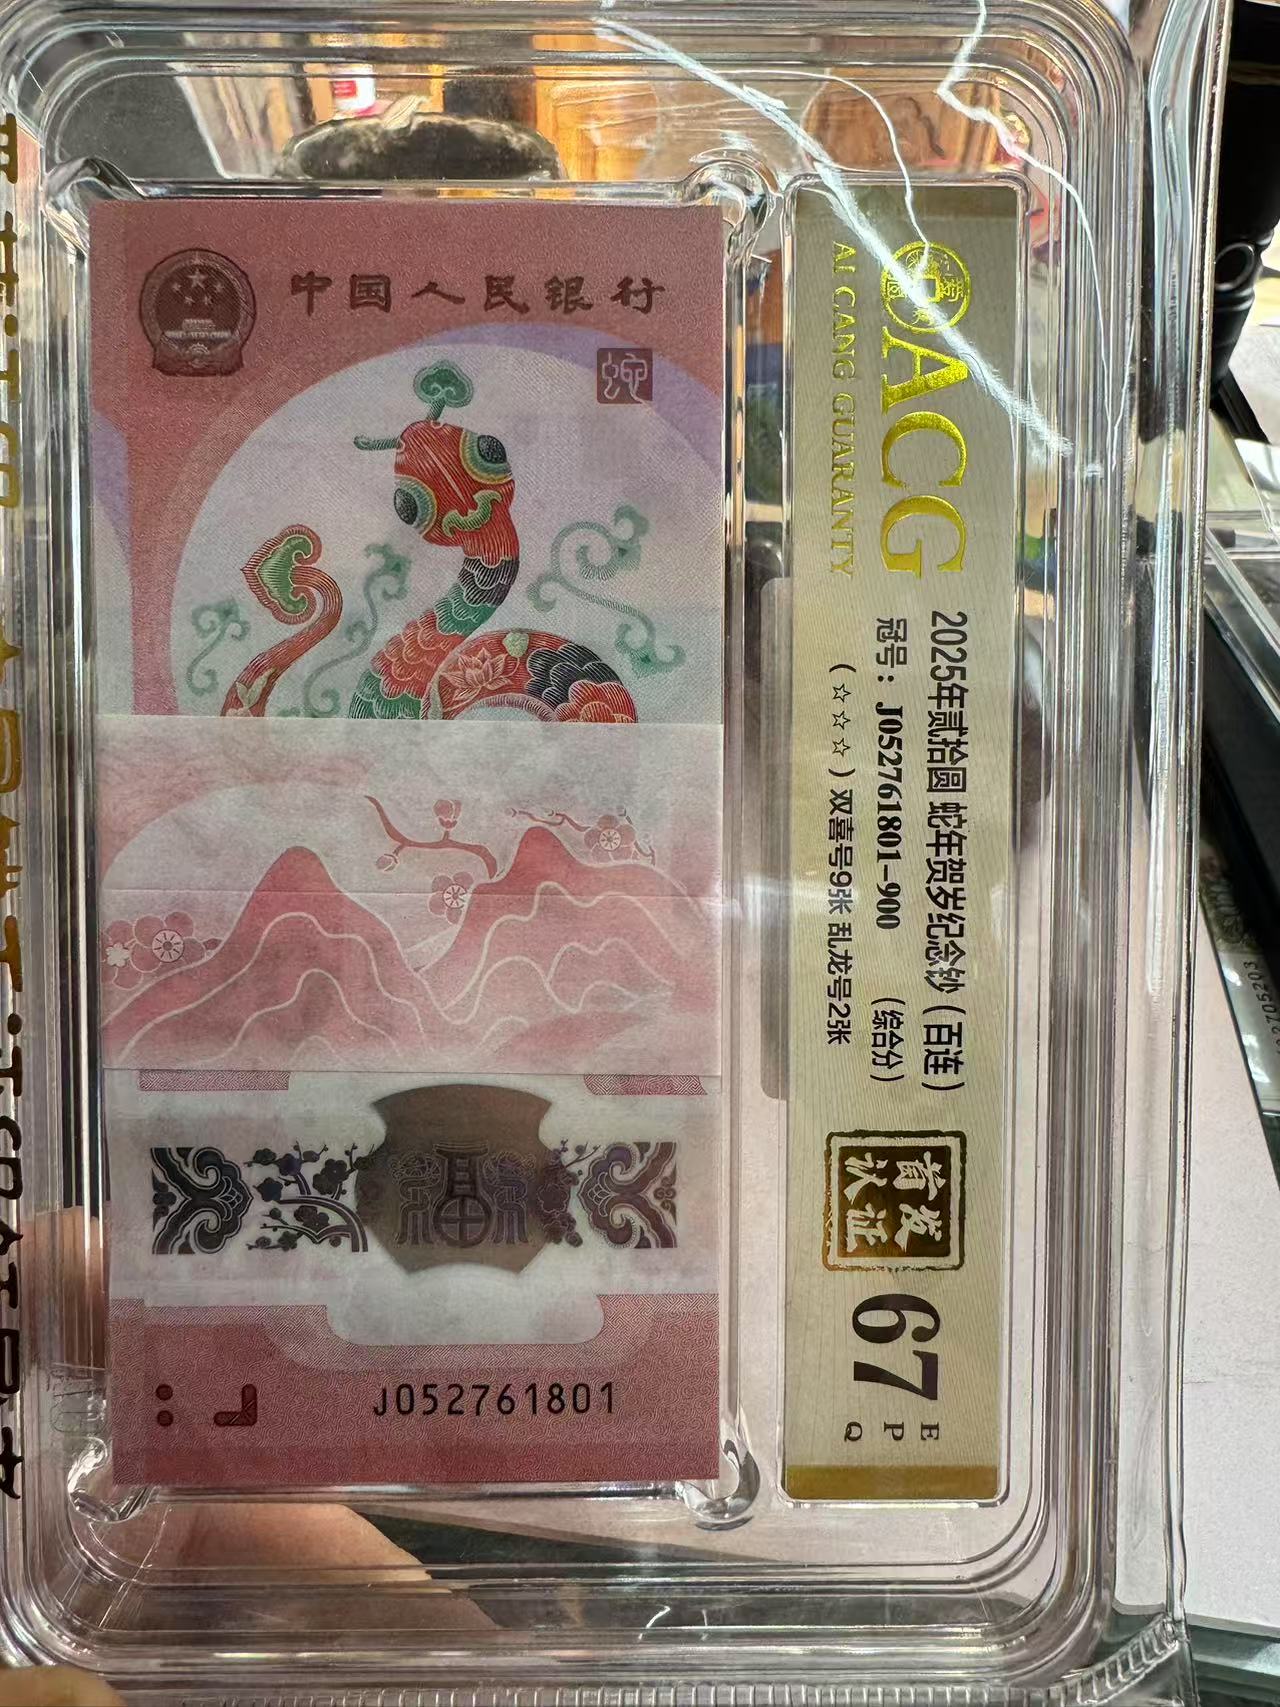 中国人民银行
蛇
福
J052761801
ACG
AI CANG GUARANTY
2025年贰拾圆 蛇年贺岁纪念钞（百连）
冠号：J052761801-900 （综合分）
（☆☆☆）双喜号9张 乱龙号2张
首发
认证
67
E
P
Q